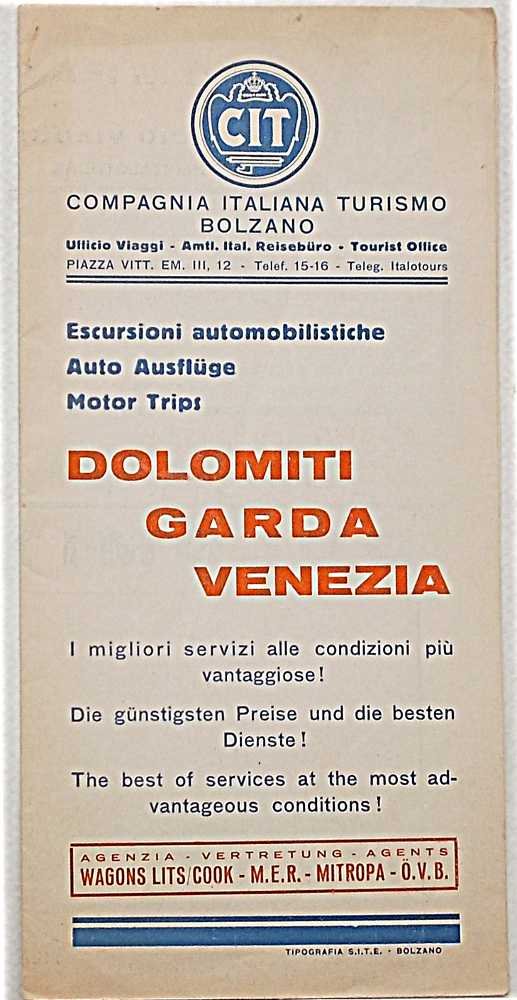 CIT
COMPAGNIA ITALIANA TURISMO
BOLZANO
Ufficio Viaggi - Amtl. Ital. Reisebüro - Tourist Office
PIAZZA VITT. EM. III, 12 - Telef. 15-16 - Teleg. Italotours
Escursioni automobilistiche
Auto Ausflüge
Motor Trips
DOLOMITI
GARDA
VENEZIA
I migliori servizi alle condizioni più
vantaggiose!
Die günstigsten Preise und die besten
Dienste!
The best of services at the most ad-
vantageous conditions!
AGENZIA - VERTRETUNG - AGENTS
WAGONS LITS/COOK - M.E.R. - MITROPA - Ö.V.B.
TIPOGRAFIA S.I.T.E. - BOLZANO